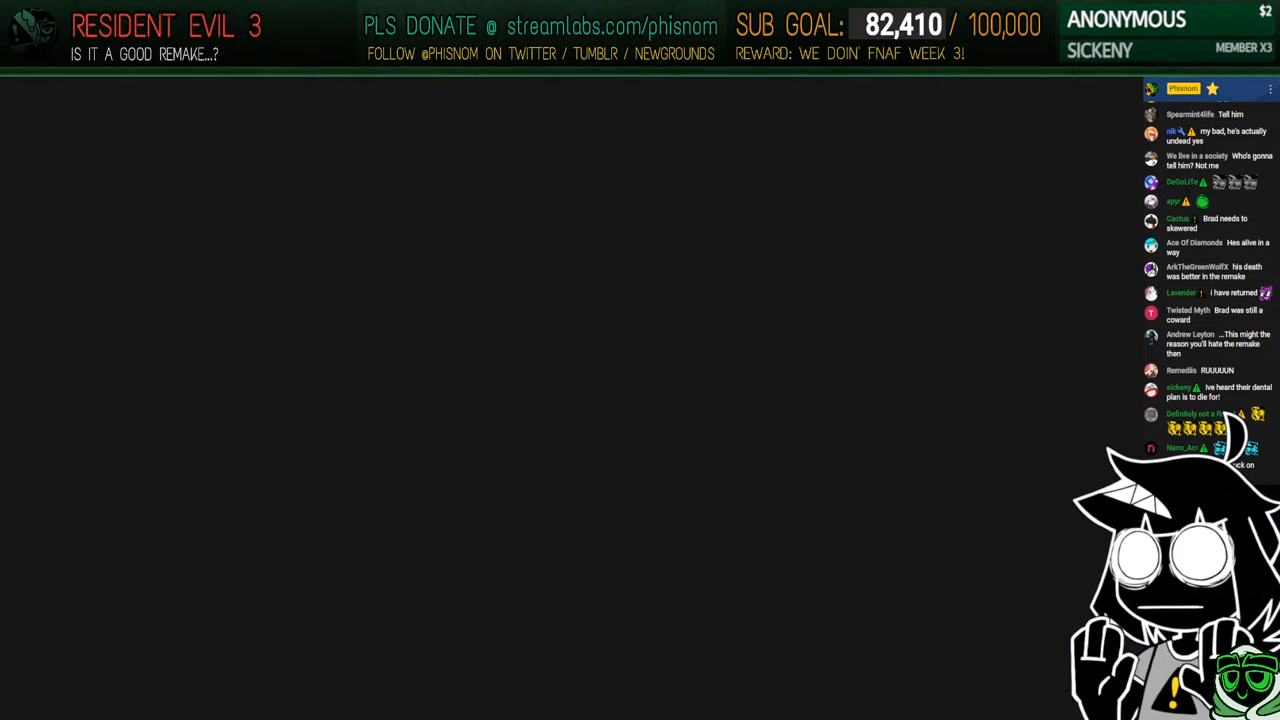 RESIDENT EVIL 3
IS IT A GOOD REMAKE...?
PLS DONATE @ streamlabs.com/phisnom
FOLLOW @PHISNOM ON TWITTER / TUMBLR / NEWGROUNDS
SUB GOAL: 82,410 / 100,000
REWARD: WE DOIN' FNAF WEEK 3!
ANONYMOUS $2
SICKENY MEMBER X3
Phisnom
Spearmint4life Tell him
nik my bad, he's actually
undead yes
We live in a society Who's gonna
tell him? Not me
DeGoLiTe
apyr
Cactus Brad needs to
skewered
Ace Of Diamonds Hes alive in a
way
ArkTheGreenWolfX his death
was better in the remake
Lavender i have returned
Twisted Myth Brad was still a
coward
Andrew Leyton ...This might the
reason you'll hate the remake
then
Remediis RUUUUUN
sickeny Ive heard their dental
plan is to die for!
Definitely not a
Nano_Acr
on